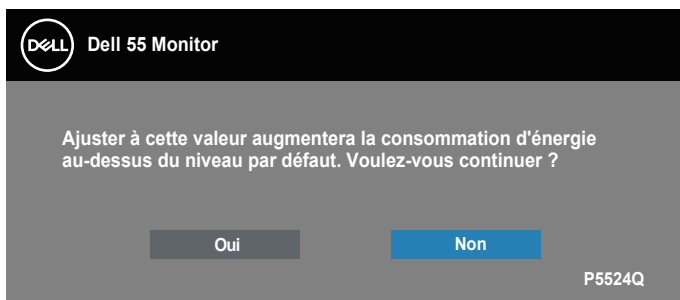 DELL
Dell 55 Monitor
Ajuster à cette valeur augmentera la consommation d'énergie
au-dessus du niveau par défaut. Voulez-vous continuer ?
Oui
Non
P5524Q